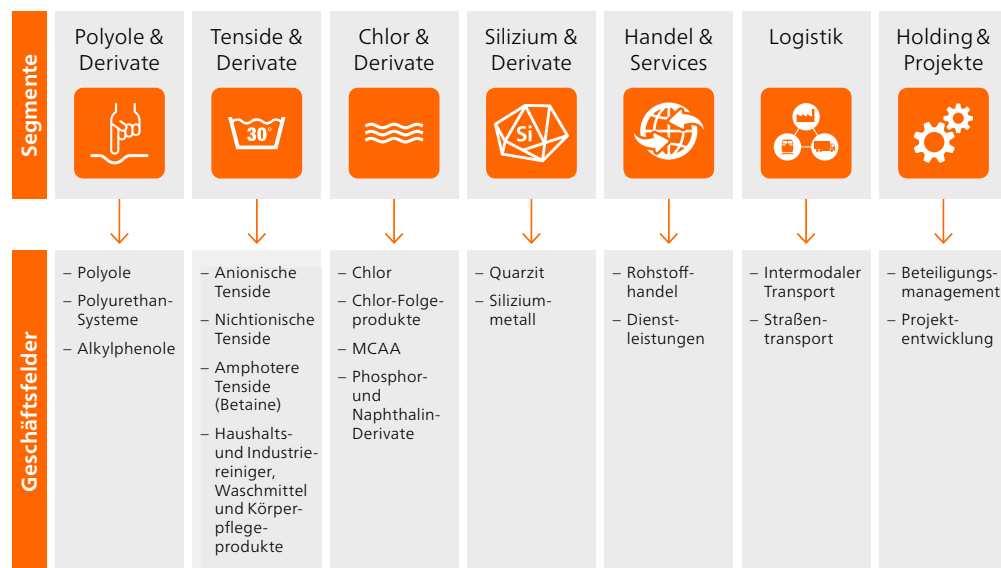 Segmente
Polyole &
Derivate
Tenside &
Derivate
30°
Chlor &
Derivate
Silizium &
Derivate
Si
Handel &
Services
Logistik
Holding &
Projekte
Geschäftsfelder
– Polyole
– Polyurethan-
Systeme
– Alkylphenole
– Anionische
Tenside
– Nichtionische
Tenside
– Amphotere
Tenside
(Betaine)
– Haushalts-
und Industrie-
reiniger,
Waschmittel
und Körper-
pflege-
produkte
– Chlor
– Chlor-Folge-
produkte
– MCAA
– Phosphor-
und
Naphthalin-
Derivate
– Quarzit
– Silizium-
metall
– Rohstoff-
handel
– Dienst-
leistungen
– Intermodaler
Transport
– Straßen-
transport
– Beteiligungs-
management
– Projekt-
entwicklung